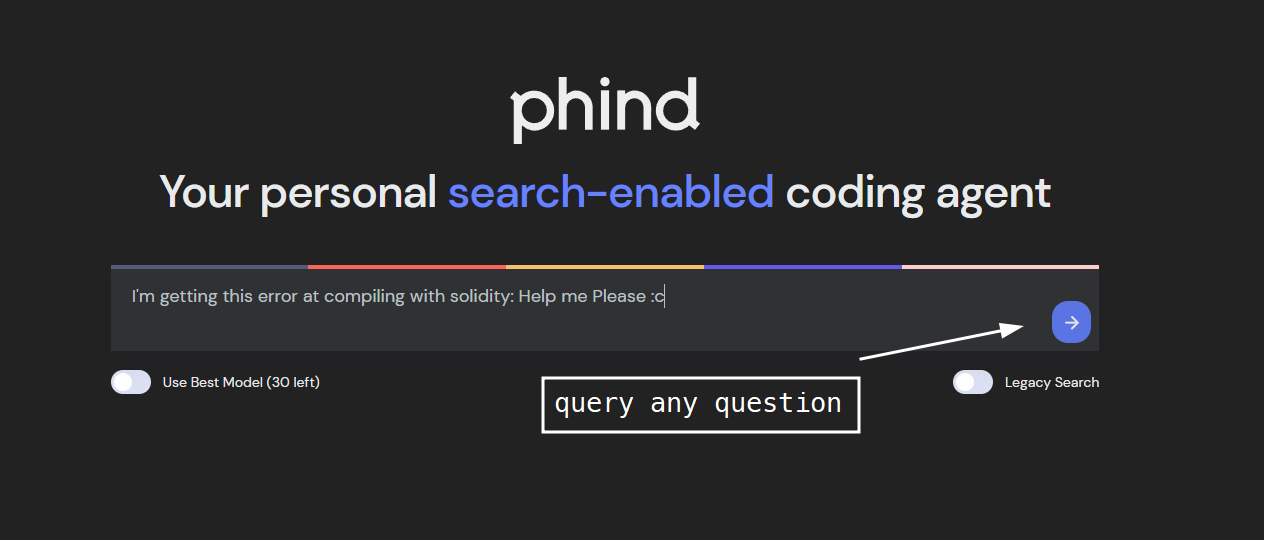 phind
Your personal search-enabled coding agent
I'm getting this error at compiling with solidity: Help me Please :c
Use Best Model (30 left)
Legacy Search
query any question